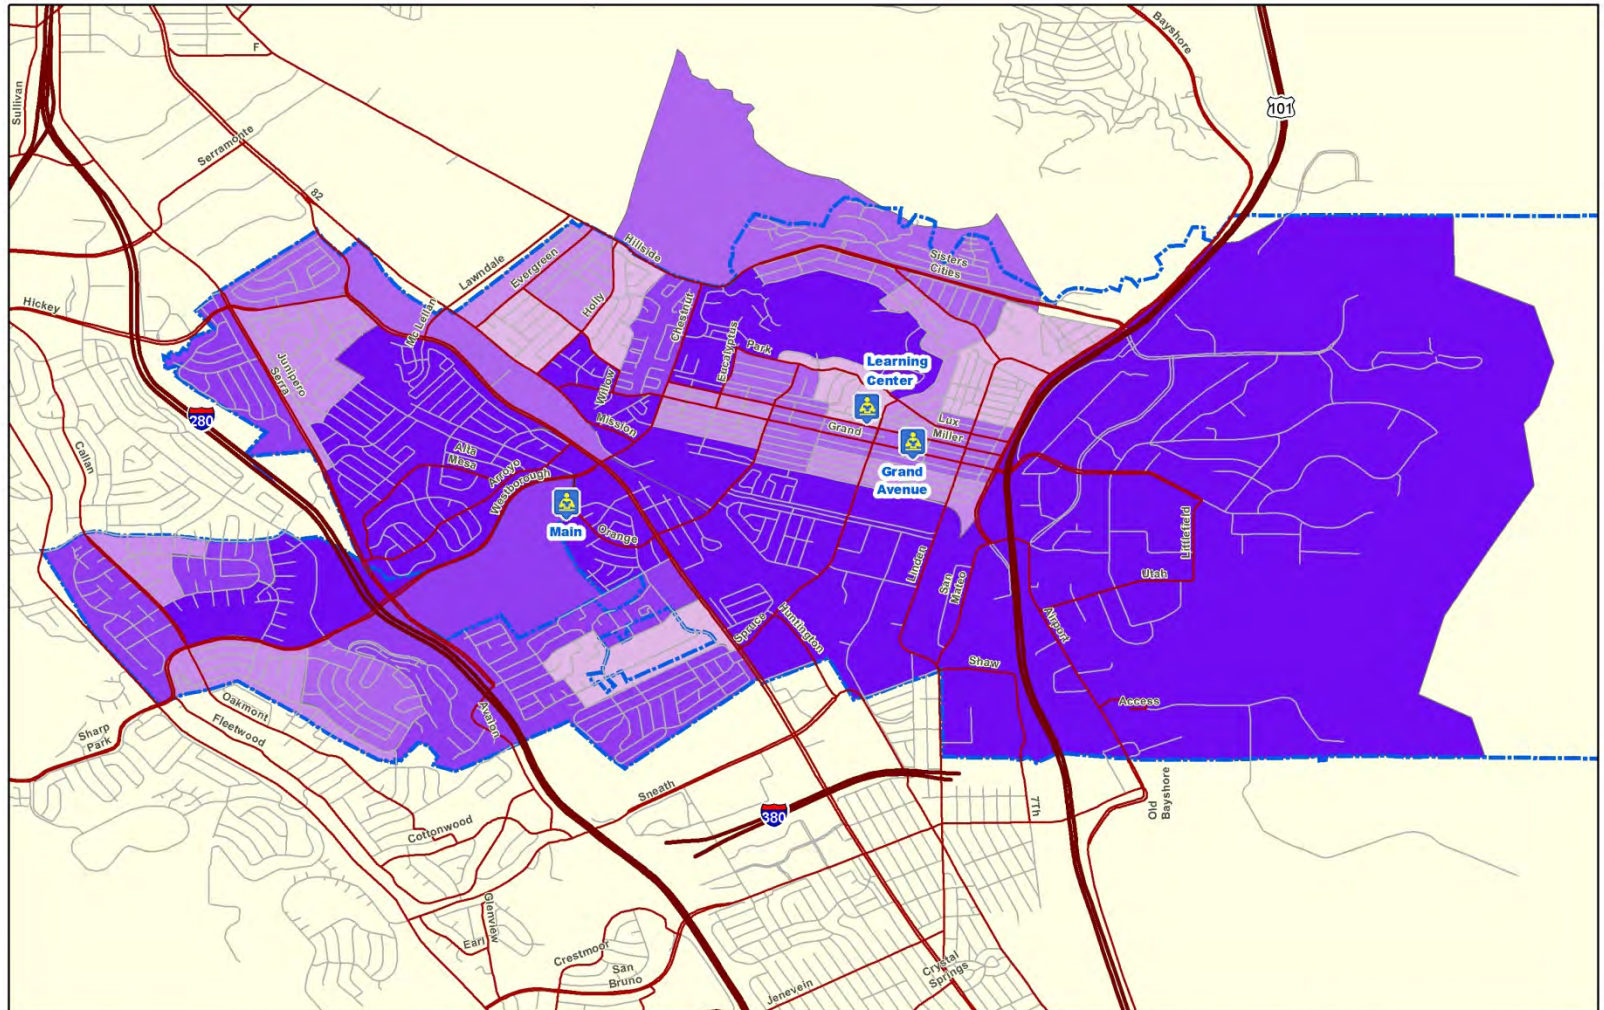 Bayshore
F
Sullivan
101
Serramonte
82
Hillside
Sisters
Cities
Lawndale
Evergreen
Holly
Chestnut
Hickey
Mc Lellan
Eucalyptus
Park
Junipero
Serra
Learning
Center
Willow
280
Mission
Grand
Lux
Miller
Callan
Alta
Mesa
Arroyo
Westborough
Grand
Avenue
Main
Orange
Littlefield
Linden
San
Mateo
Utah
Spruce
Huntington
Airport
Shaw
Oakmont
Fleetwood
Avalon
Access
Sharp
Park
Sneath
Old
Bayshore
7Th
380
Cottonwood
Glenview
Earl
Crestmoor
San
Bruno
Crystal
Springs
Jenevein